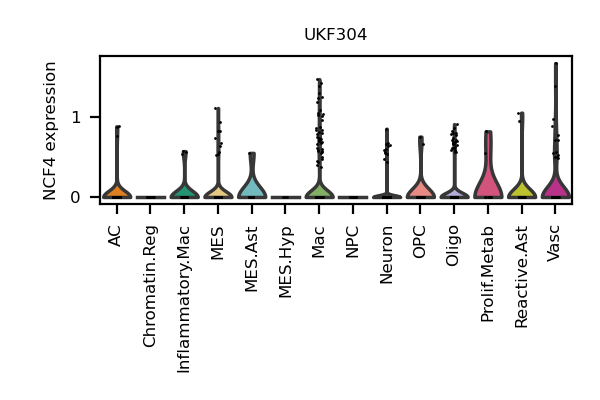 UKF304
NCF4 expression
1
0
AC
Chromatin.Reg
Inflammatory.Mac
MES
MES.Ast
MES.Hyp
Mac
NPC
Neuron
OPC
Oligo
Prolif.Metab
Reactive.Ast
Vasc